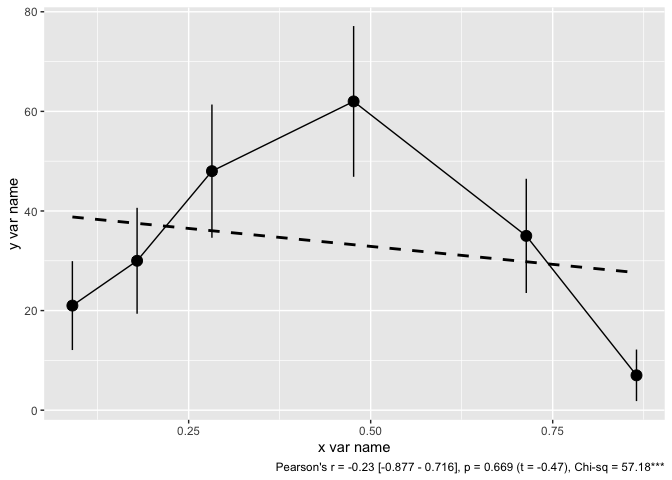 80
60
40
20
0
y var name
0.25 0.50 0.75
x var name
Pearson's r = -0.23 [-0.877 - 0.716], p = 0.669 (t = -0.47), Chi-sq = 57.18***